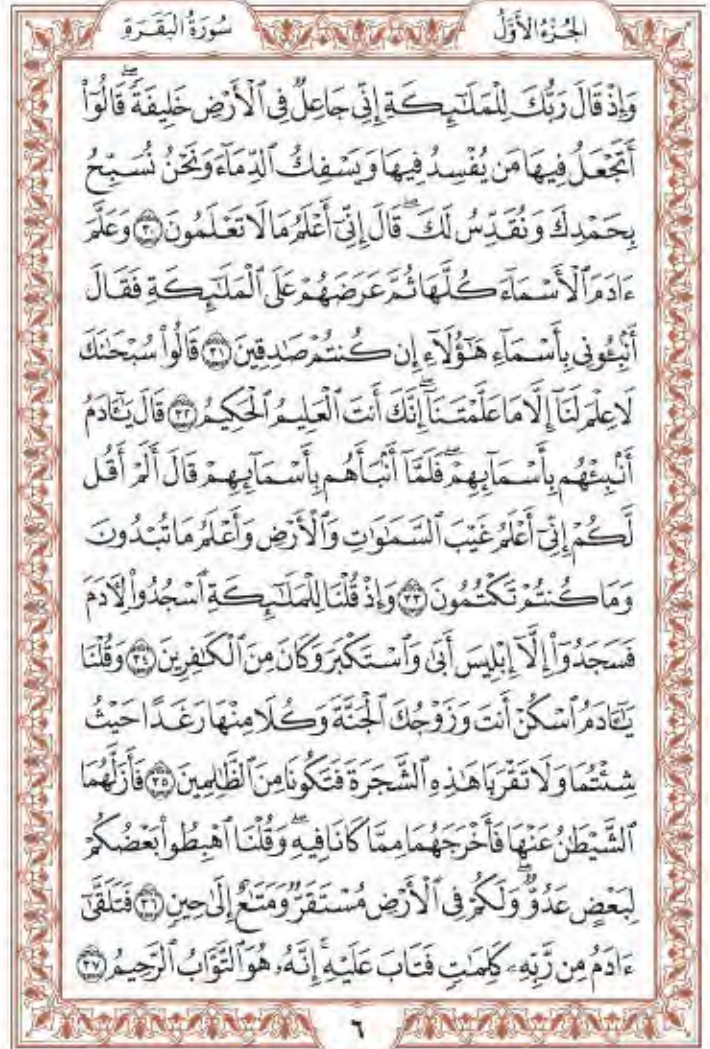 الجُزْءُ الأَوَّلُ
سُورَةُ البَقَرَةِ
وَإِذْ قَالَ رَبُّكَ لِلْمَلَـٰٓئِكَةِ إِنِّى جَاعِلٌ فِى ٱلْأَرْضِ خَلِيفَةً ۖ قَالُوٓا۟
أَتَجْعَلُ فِيهَا مَن يُفْسِدُ فِيهَا وَيَسْفِكُ ٱلدِّمَآءَ وَنَحْنُ نُسَبِّحُ
بِحَمْدِكَ وَنُقَدِّسُ لَكَ ۖ قَالَ إِنِّىٓ أَعْلَمُ مَا لَا تَعْلَمُونَ ٣٠ وَعَلَّمَ
ءَادَمَ ٱلْأَسْمَآءَ كُلَّهَا ثُمَّ عَرَضَهُمْ عَلَى ٱلْمَلَـٰٓئِكَةِ فَقَالَ
أَنۢبِـُٔونِى بِأَسْمَآءِ هَـٰٓؤُلَآءِ إِن كُنتُمْ صَـٰدِقِينَ ٣١ قَالُوا۟ سُبْحَـٰنَكَ
لَا عِلْمَ لَنَآ إِلَّا مَا عَلَّمْتَنَآ ۖ إِنَّكَ أَنتَ ٱلْعَلِيمُ ٱلْحَكِيمُ ٣٢ قَالَ يَـٰٓـَٔادَمُ
أَنۢبِئْهُم بِأَسْمَآئِهِمْ ۖ فَلَمَّآ أَنۢبَأَهُم بِأَسْمَآئِهِمْ قَالَ أَلَمْ أَقُل
لَّكُمْ إِنِّىٓ أَعْلَمُ غَيْبَ ٱلسَّمَـٰوَٰتِ وَٱلْأَرْضِ وَأَعْلَمُ مَا تُبْدُونَ
وَمَا كُنتُمْ تَكْتُمُونَ ٣٣ وَإِذْ قُلْنَا لِلْمَلَـٰٓئِكَةِ ٱسْجُدُوا۟ لِـَٔادَمَ
فَسَجَدُوٓا۟ إِلَّآ إِبْلِيسَ أَبَىٰ وَٱسْتَكْبَرَ وَكَانَ مِنَ ٱلْكَـٰفِرِينَ ٣٤ وَقُلْنَا
يَـٰٓـَٔادَمُ ٱسْكُنْ أَنتَ وَزَوْجُكَ ٱلْجَنَّةَ وَكُلَا مِنْهَا رَغَدًا حَيْثُ
شِئْتُمَا وَلَا تَقْرَبَا هَـٰذِهِ ٱلشَّجَرَةَ فَتَكُونَا مِنَ ٱلظَّـٰلِمِينَ ٣٥ فَأَزَلَّهُمَا
ٱلشَّيْطَـٰنُ عَنْهَا فَأَخْرَجَهُمَا مِمَّا كَانَا فِيهِ ۖ وَقُلْنَا ٱهْبِطُوا۟ بَعْضُكُمْ
لِبَعْضٍ عَدُوٌّ ۖ وَلَكُمْ فِى ٱلْأَرْضِ مُسْتَقَرٌّ وَمَتَـٰعٌ إِلَىٰ حِينٍ ٣٦ فَتَلَقَّىٰٓ
ءَادَمُ مِن رَّبِّهِۦ كَلِمَـٰتٍ فَتَابَ عَلَيْهِ ۚ إِنَّهُۥ هُوَ ٱلتَّوَّابُ ٱلرَّحِيمُ ٣٧
٦